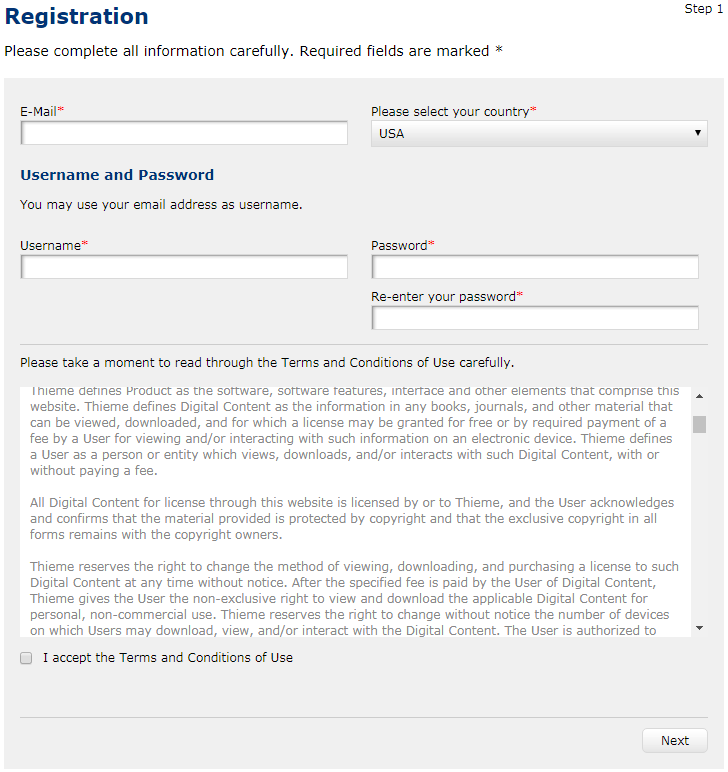 Registration
Step 1
Please complete all information carefully. Required fields are marked *
E-Mail*
Please select your country*
USA
Username and Password
You may use your email address as username.
Username*
Password*
Re-enter your password*
Please take a moment to read through the Terms and Conditions of Use carefully.
Thieme defines Product as the software, software features, interface and other elements that comprise this
website. Thieme defines Digital Content as the information in any books, journals, and other material that
can be viewed, downloaded, and for which a license may be granted for free or by required payment of a
fee by a User for viewing and/or interacting with such information on an electronic device. Thieme defines
a User as a person or entity which views, downloads, and/or interacts with such Digital Content, with or
without paying a fee.
All Digital Content for license through this website is licensed by or to Thieme, and the User acknowledges
and confirms that the material provided is protected by copyright and that the exclusive copyright in all
forms remains with the copyright owners.
Thieme reserves the right to change the method of viewing, downloading, and purchasing a license to such
Digital Content at any time without notice. After the specified fee is paid by the User of Digital Content,
Thieme gives the User the non-exclusive right to view and download the applicable Digital Content for
personal, non-commercial use. Thieme reserves the right to change without notice the number of devices
on which Users may download, view, and/or interact with the Digital Content. The User is authorized to
I accept the Terms and Conditions of Use
Next